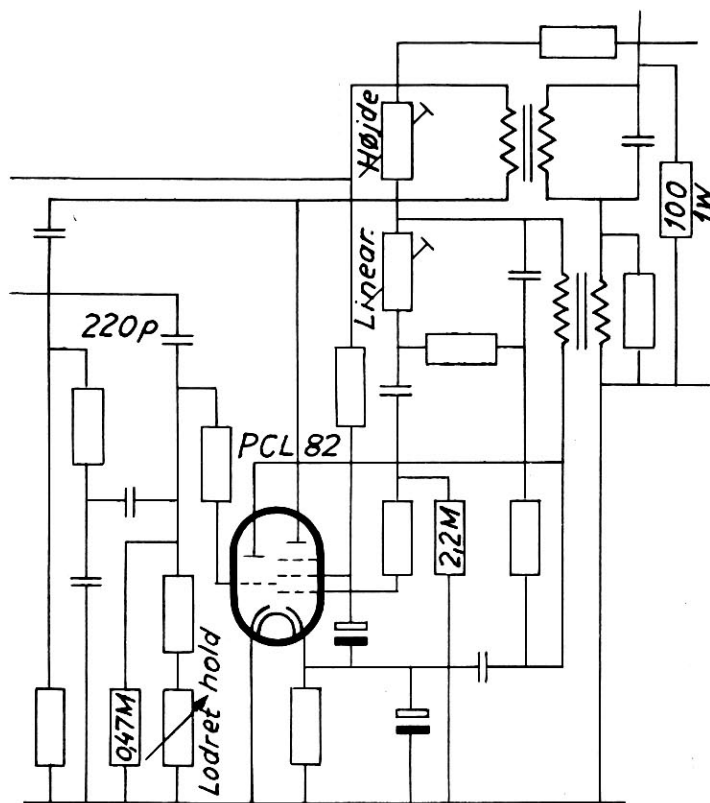 Højde
100
1W
Linear.
220p
PCL 82
2,2M
0,47M
Lodret hold